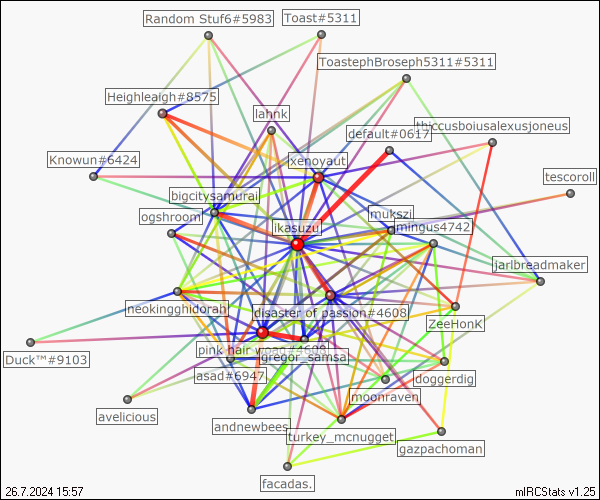 Random Stuf6#5983
Toast#5311
ToastephBroseph5311#5311
Heighleaigh#8575
lahnk
thiccusboiusalexusjoneus
default#0617
Knowun#6424
xenoyaut
tescoroll
bigcitysamurai
ogshroom
jmukszj
ikasuzu
mingus4742
jarlbreadmaker
neokingghidorah
disaster of passion#4608
ZeeHonK
Duck™#9103
pink hair woan#4608
gregor_samsa
asad#6947
doggerdig
moonraven
avelicious
andnewbees
turkey_mcnugget
gazpachoman
facadas.
26.7.2024 15:57
mIRCStats v1.25